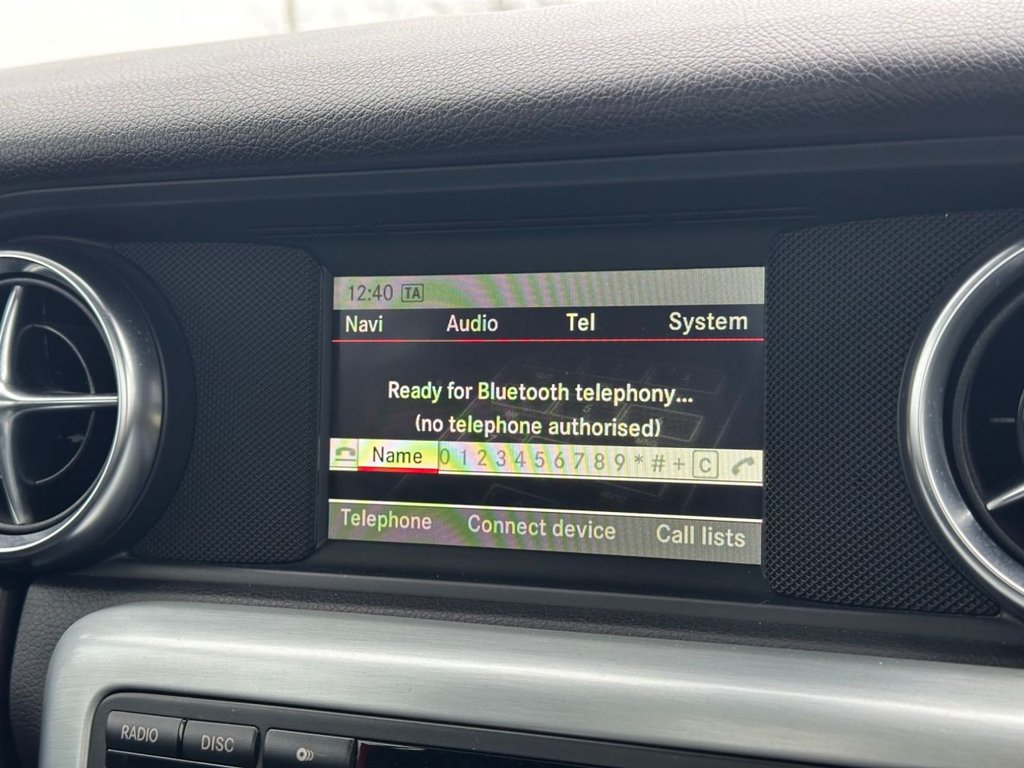 12:40 TA
Navi Audio Tel System
Ready for Bluetooth telephony...
(no telephone authorised)
Name 0 1 2 3 4 5 6 7 8 9 * # + C
Telephone Connect device Call lists
RADIO DISC